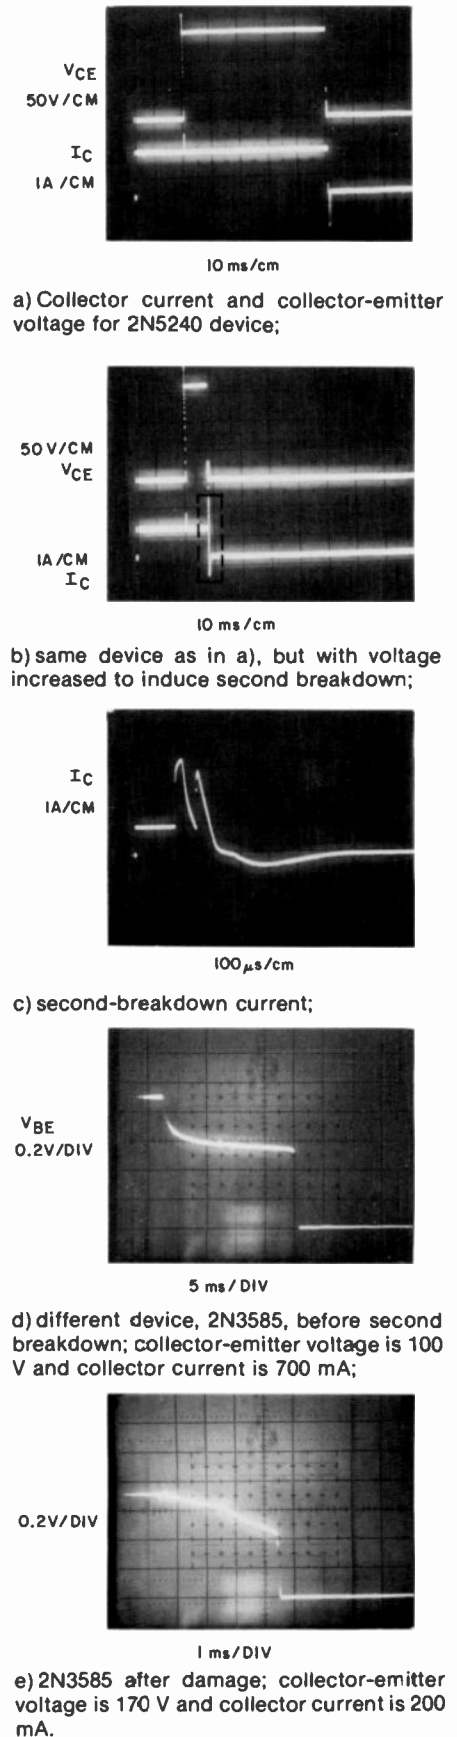 VCE
50V/CM
IC
1A/CM
10 ms/cm
a) Collector current and collector-emitter
voltage for 2N5240 device;
50V/CM
VCE
1A/CM
IC
10 ms/cm
b) same device as in a), but with voltage
increased to induce second breakdown;
IC
1A/CM
100µs/cm
c) second-breakdown current;
VBE
0.2V/DIV
5 ms/DIV
d) different device, 2N3585, before second
breakdown; collector-emitter voltage is 100
V and collector current is 700 mA;
0.2V/DIV
1 ms/DIV
e) 2N3585 after damage; collector-emitter
voltage is 170 V and collector current is 200
mA.